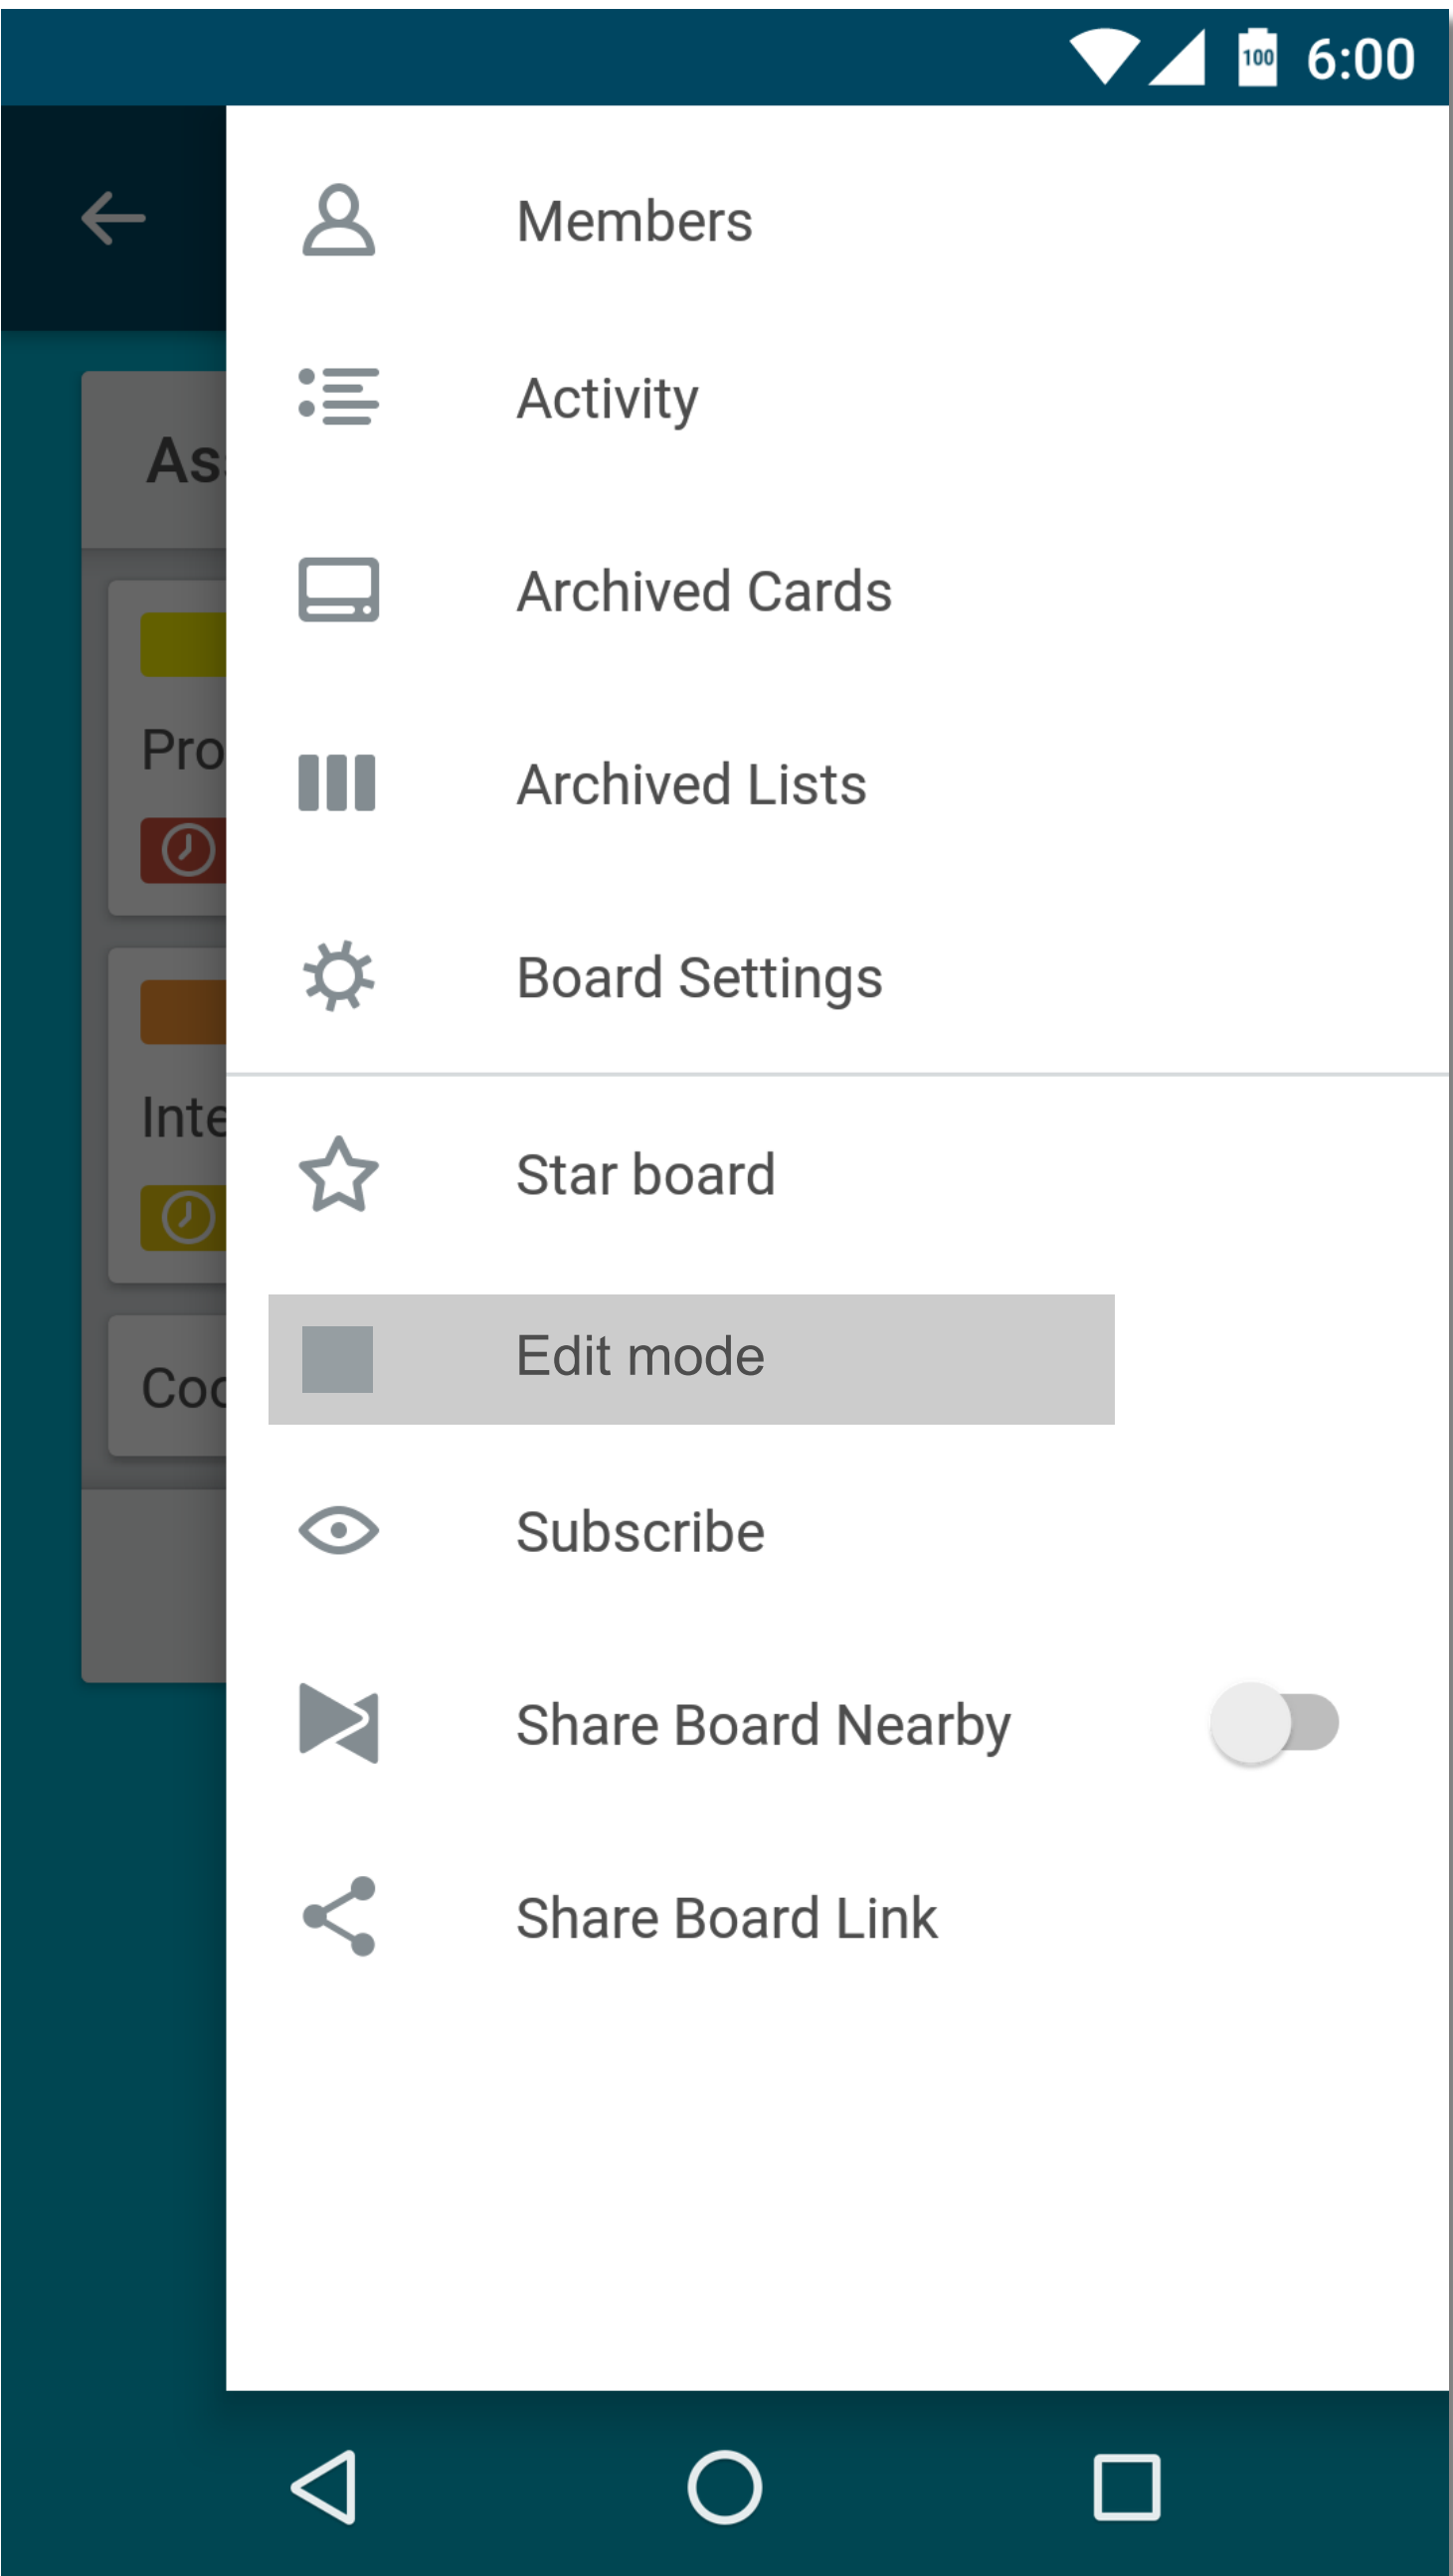 100 6:00
Members
Activity
Archived Cards
Archived Lists
Board Settings
Star board
Edit mode
Subscribe
Share Board Nearby
Share Board Link